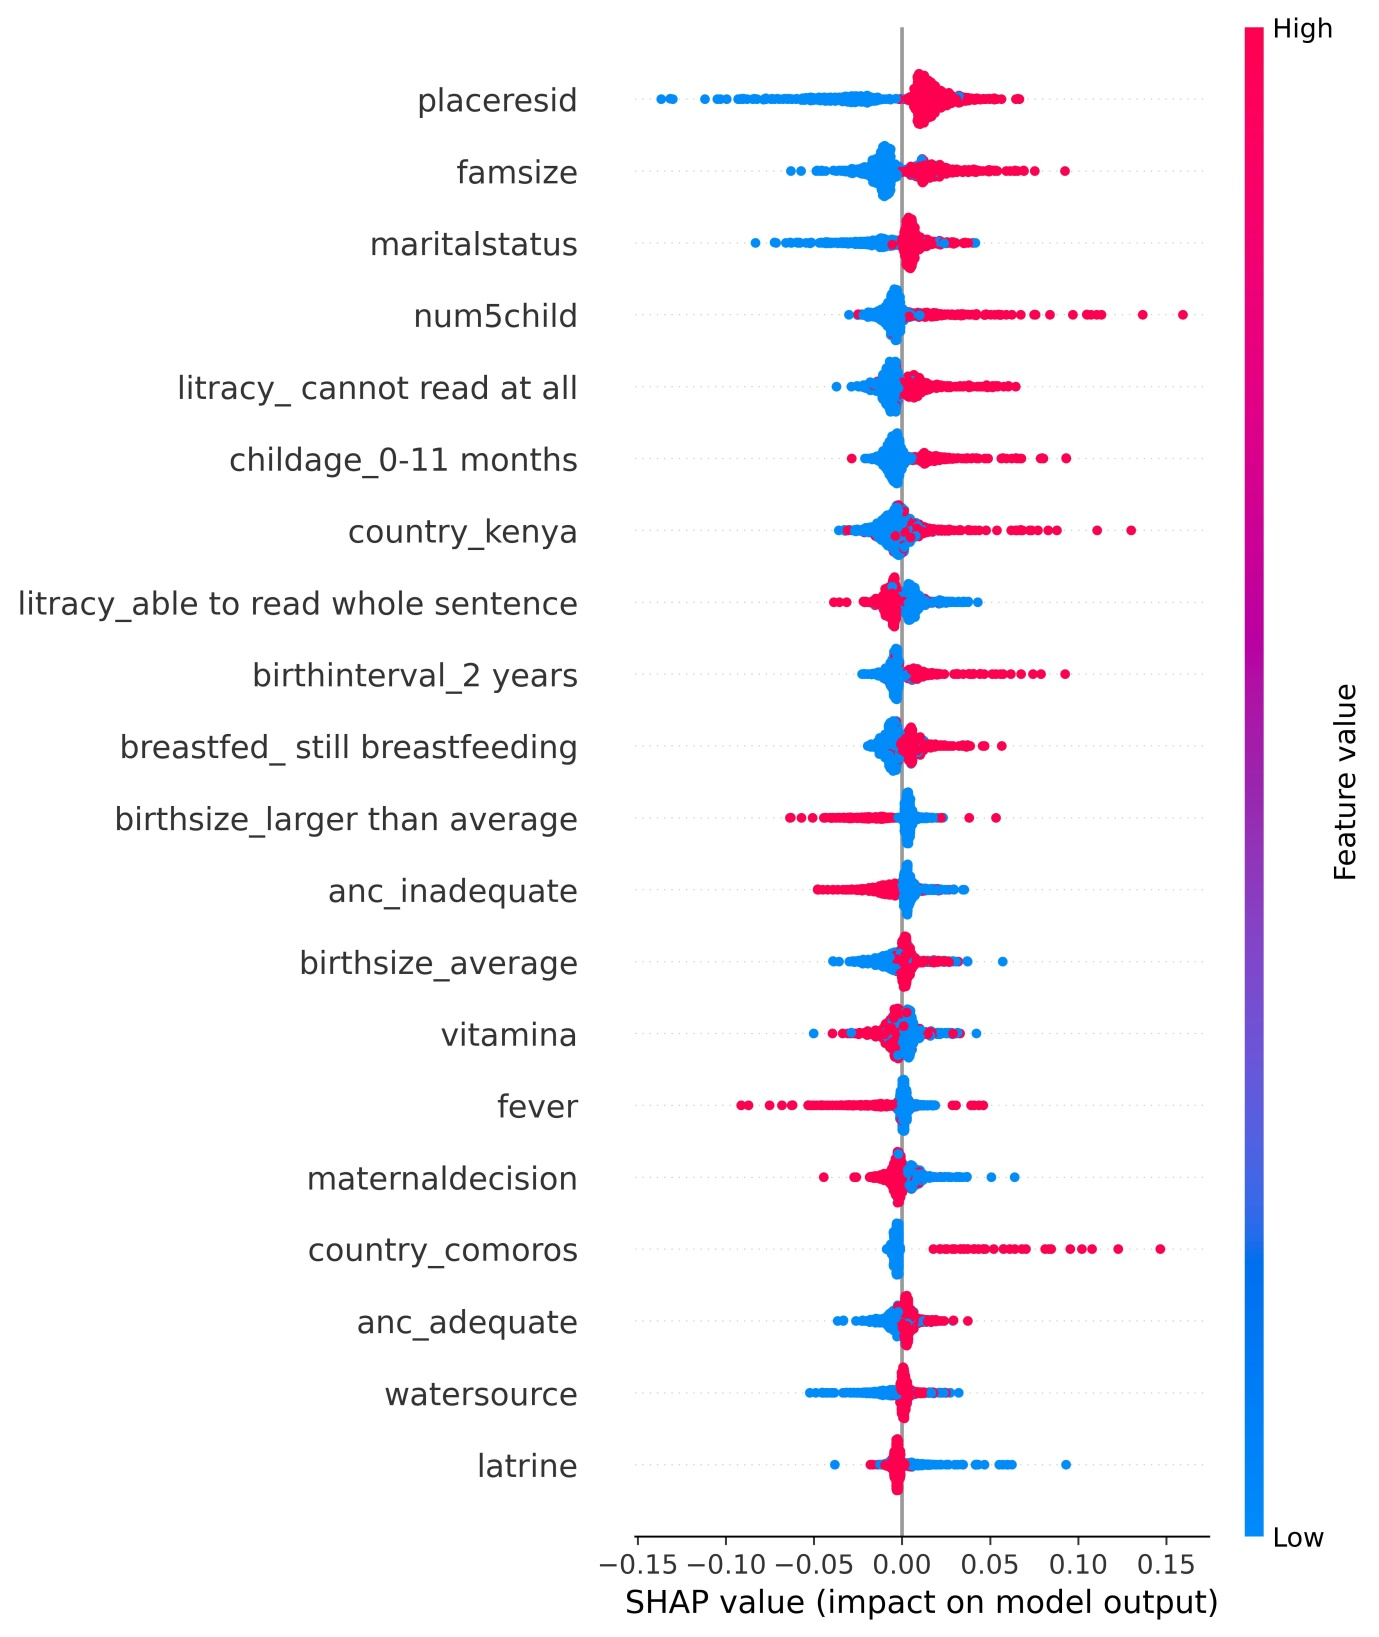 High
placeresid
famsize
maritalstatus
num5child
litracy_ cannot read at all
childage_0-11 months
country_kenya
litracy_able to read whole sentence
birthinterval_2 years
breastfed_ still breastfeeding
birthsize_larger than average
anc_inadequate
birthsize_average
vitamina
fever
maternaldecision
country_comoros
anc_adequate
watersource
latrine
Feature value
Low
−0.15 −0.10 −0.05 0.00 0.05 0.10 0.15
SHAP value (impact on model output)